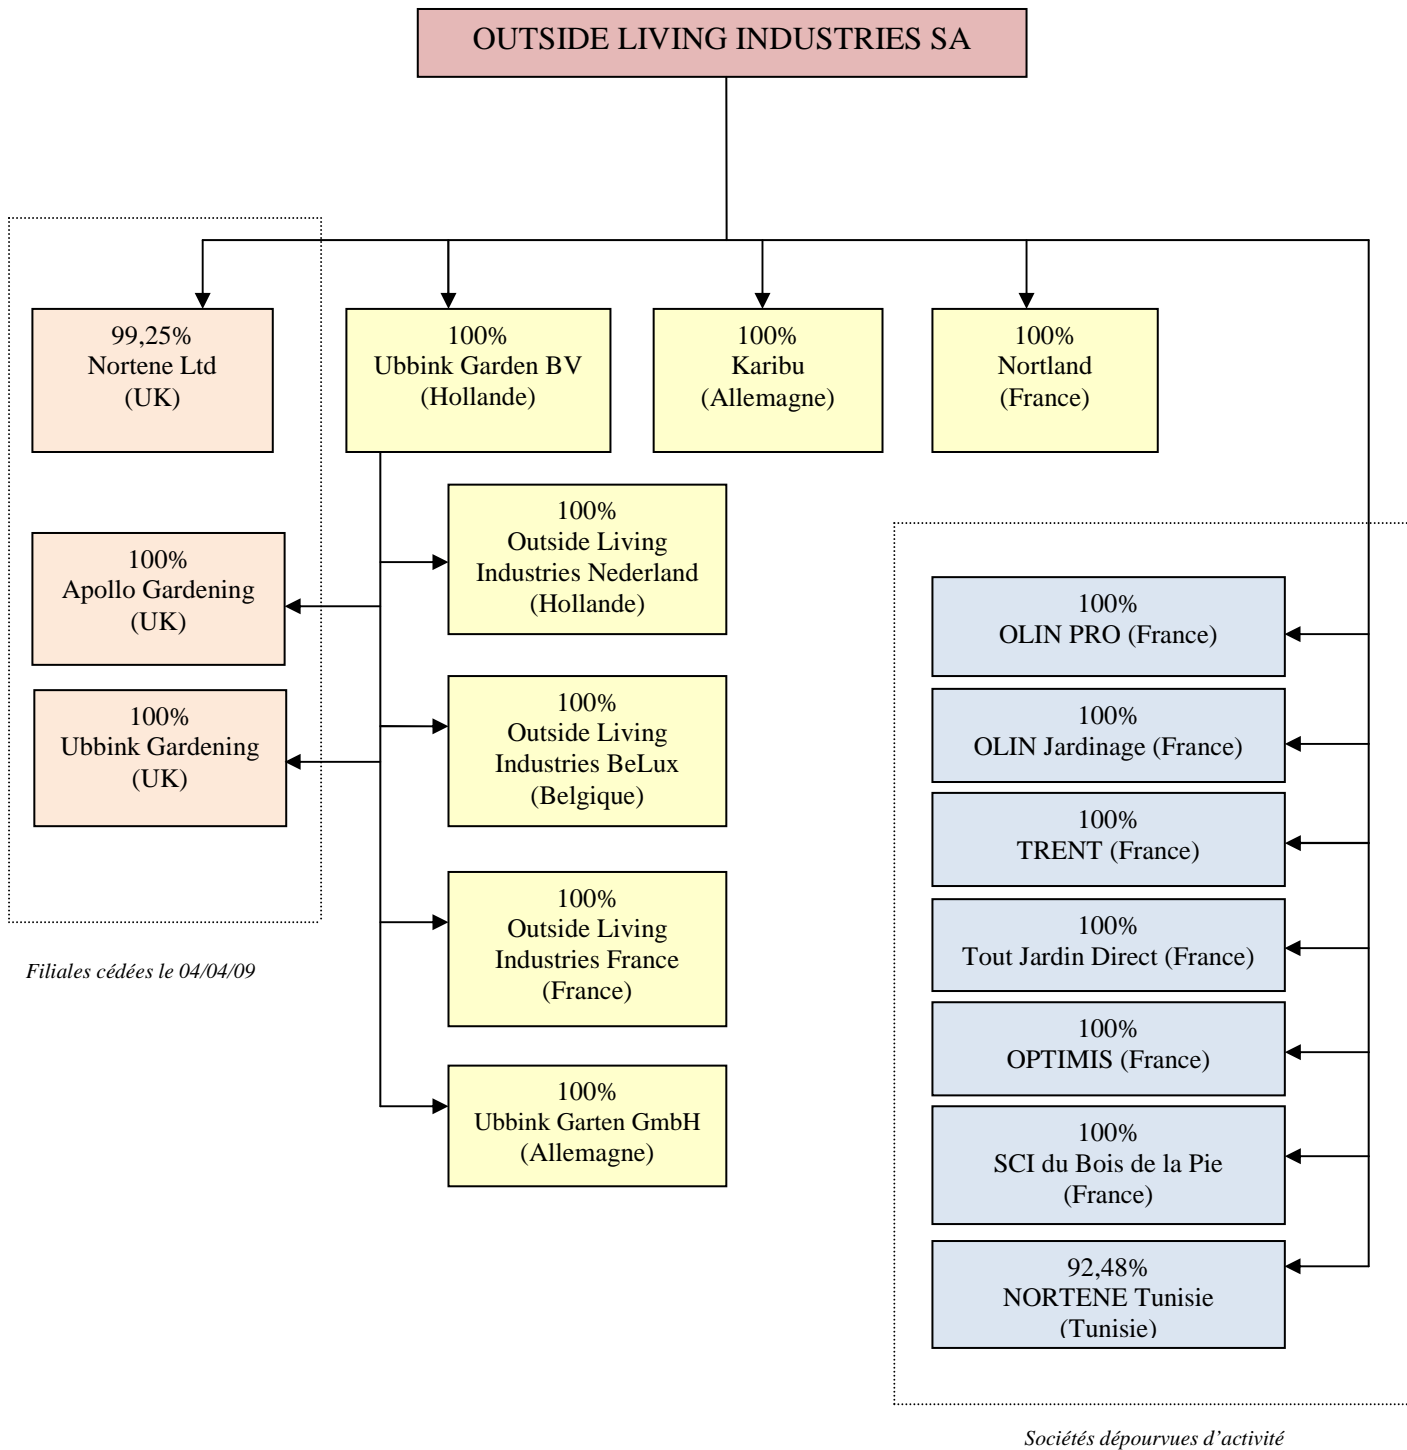 OUTSIDE LIVING INDUSTRIES SA
99,25%
Nortene Ltd
(UK)
100%
Ubbink Garden BV
(Hollande)
100%
Karibu
(Allemagne)
100%
Nortland
(France)
100%
Apollo Gardening
(UK)
100%
Ubbink Gardening
(UK)
Filiales cédées le 04/04/09
100%
Outside Living
Industries Nederland
(Hollande)
100%
Outside Living
Industries BeLux
(Belgique)
100%
Outside Living
Industries France
(France)
100%
Ubbink Garten GmbH
(Allemagne)
100%
OLIN PRO (France)
100%
OLIN Jardinage (France)
100%
TRENT (France)
100%
Tout Jardin Direct (France)
100%
OPTIMIS (France)
100%
SCI du Bois de la Pie
(France)
92,48%
NORTENE Tunisie
(Tunisie)
Sociétés dépourvues d'activité